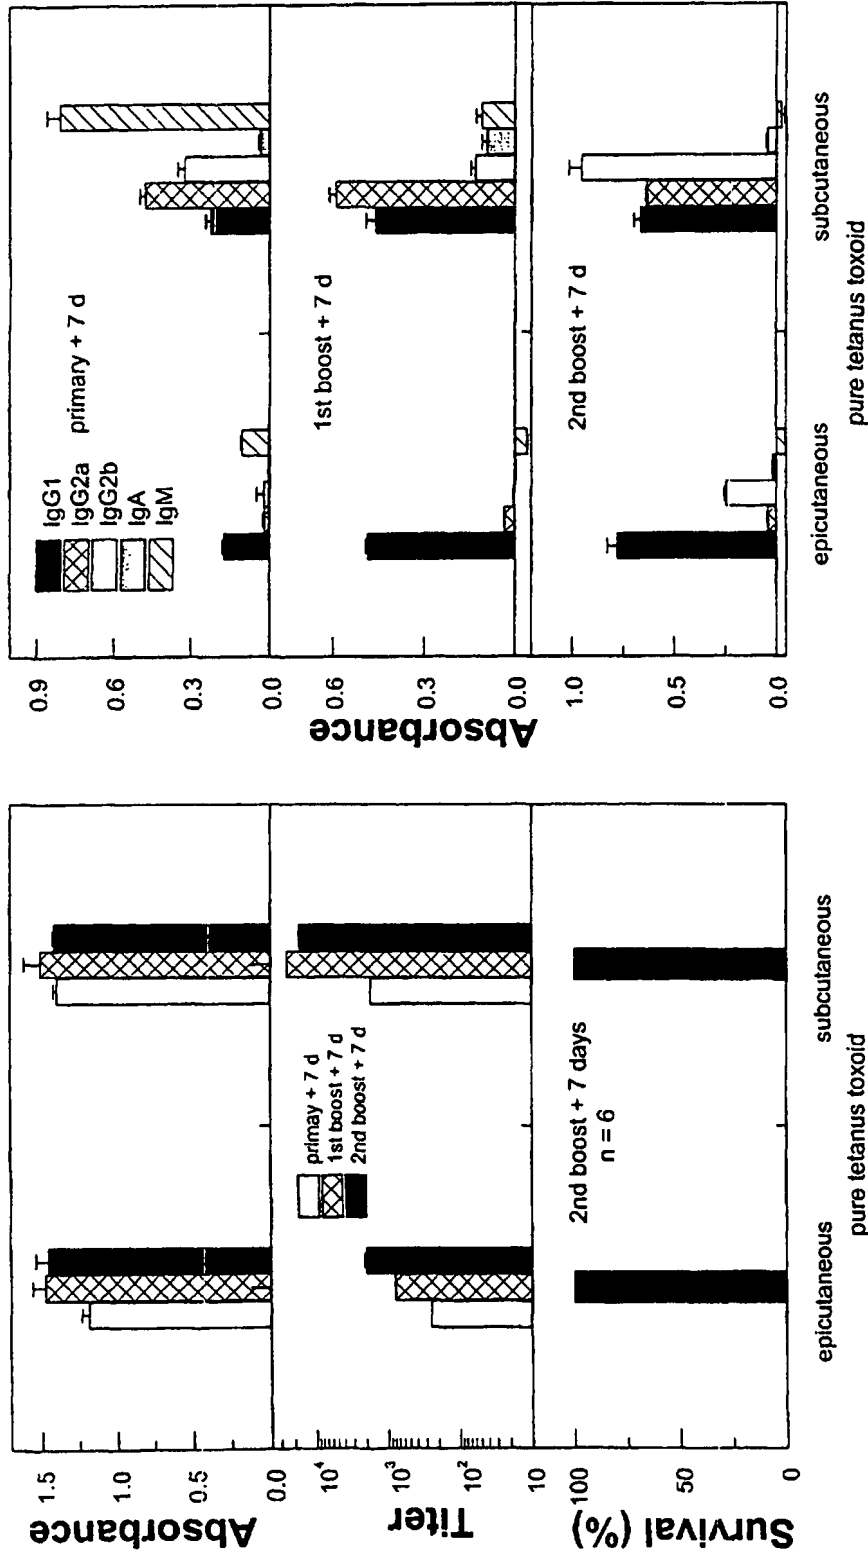 Absorbance
1.5
1.0
0.5
0.0
Titer
10⁴
10³
10²
10
primay + 7 d
1st boost + 7 d
2nd boost + 7 d
Survival (%)
100
50
0
2nd boost + 7 days
n = 6
epicutaneous
subcutaneous
pure tetanus toxoid
Absorbance
0.9
0.6
0.3
0.0
IgG1
IgG2a
IgG2b
IgA
IgM
primary + 7 d
0.6
0.3
0.0
1st boost + 7 d
1.0
0.5
0.0
2nd boost + 7 d
epicutaneous
subcutaneous
pure tetanus toxoid